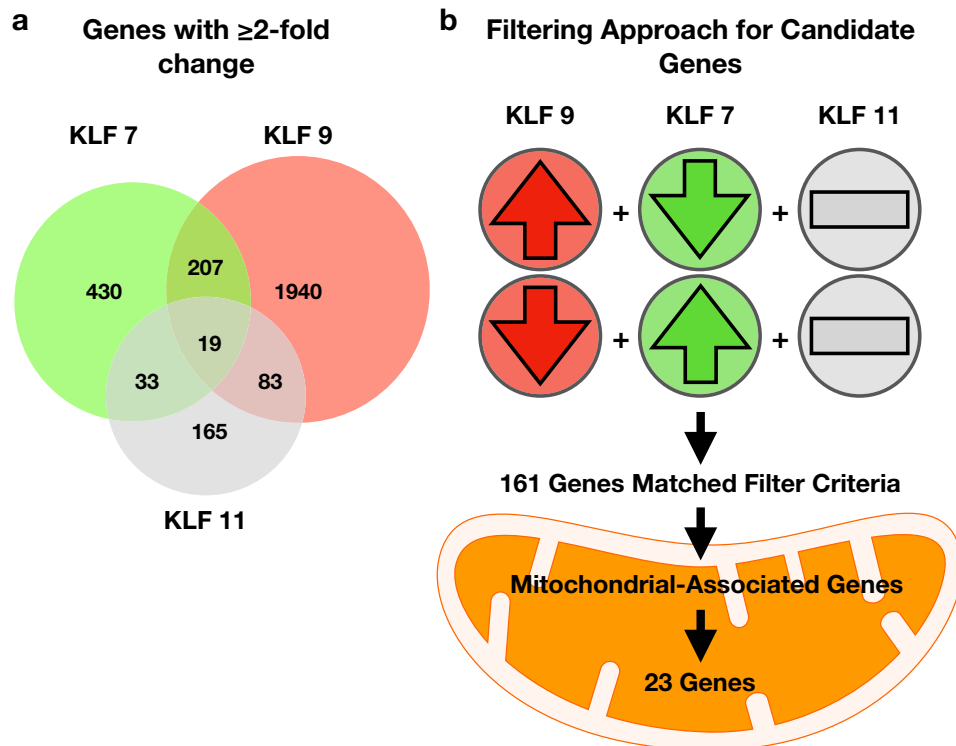 a
Genes with ≥2-fold
change
KLF 7
KLF 9
207
430
1940
19
33
83
165
KLF 11
b
Filtering Approach for Candidate
Genes
KLF 9
KLF 7
KLF 11
+
+
+
+
161 Genes Matched Filter Criteria
Mitochondrial-Associated Genes
23 Genes